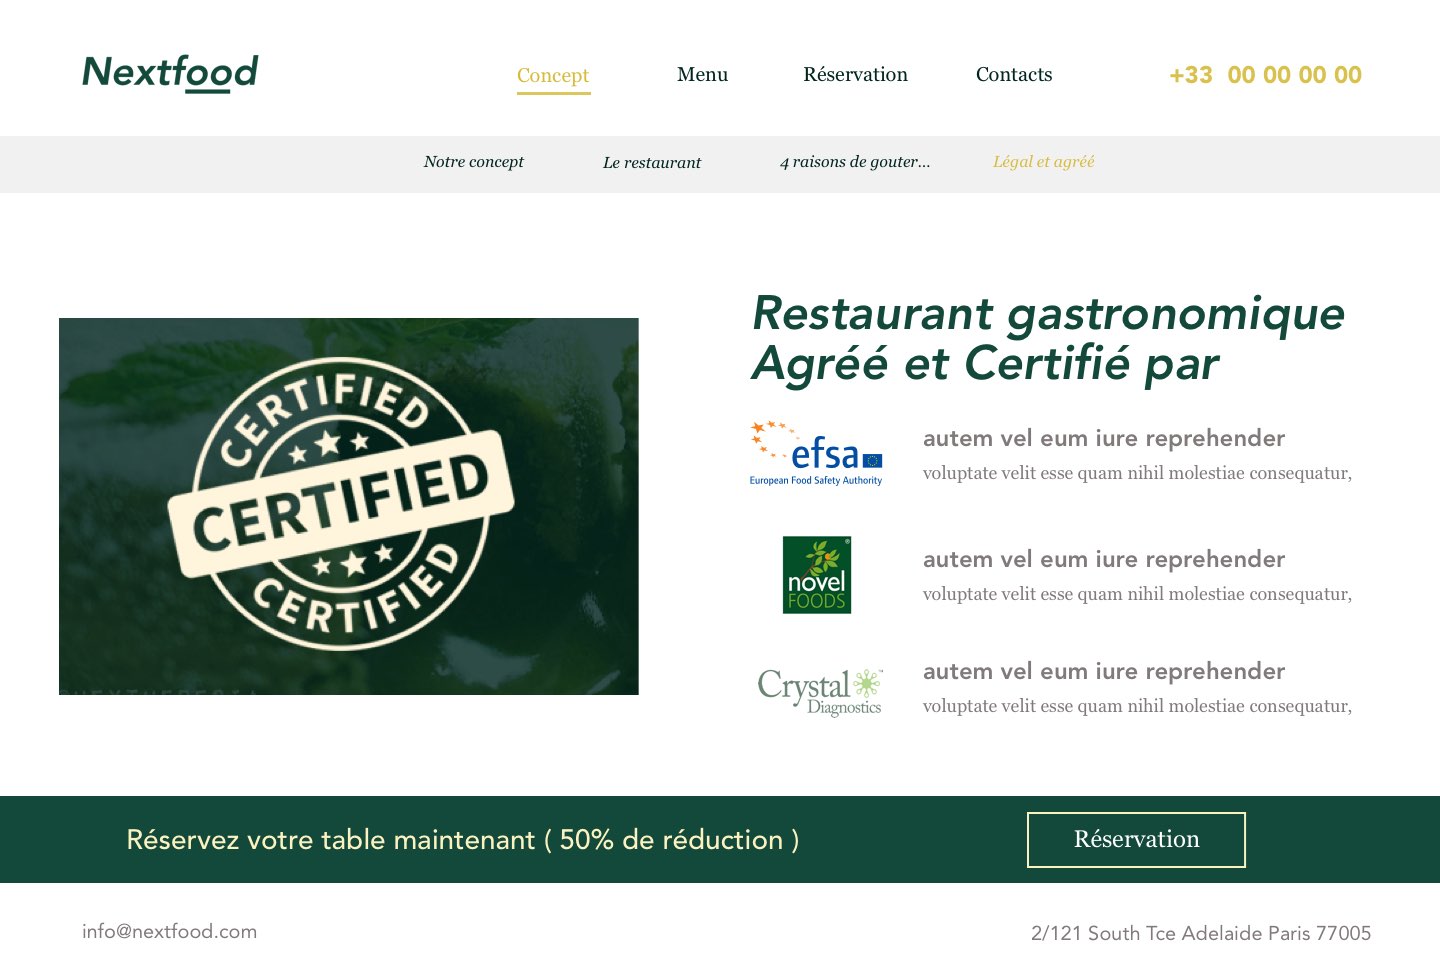 Nextfood
Concept
Menu
Réservation
Contacts
+33 00 00 00 00
Notre concept
Le restaurant
4 raisons de gouter...
Légal et agréé
CERTIFIED
CERTIFIED
CERTIFIED
Restaurant gastronomique
Agréé et Certifié par
efsa
European Food Safety Authority
autem vel eum iure reprehender
voluptate velit esse quam nihil molestiae consequatur,
novel
FOODS
®
autem vel eum iure reprehender
voluptate velit esse quam nihil molestiae consequatur,
Crystal
Diagnostics
™
autem vel eum iure reprehender
voluptate velit esse quam nihil molestiae consequatur,
Réservez votre table maintenant ( 50% de réduction )
Réservation
info@nextfood.com
2/121 South Tce Adelaide Paris 77005